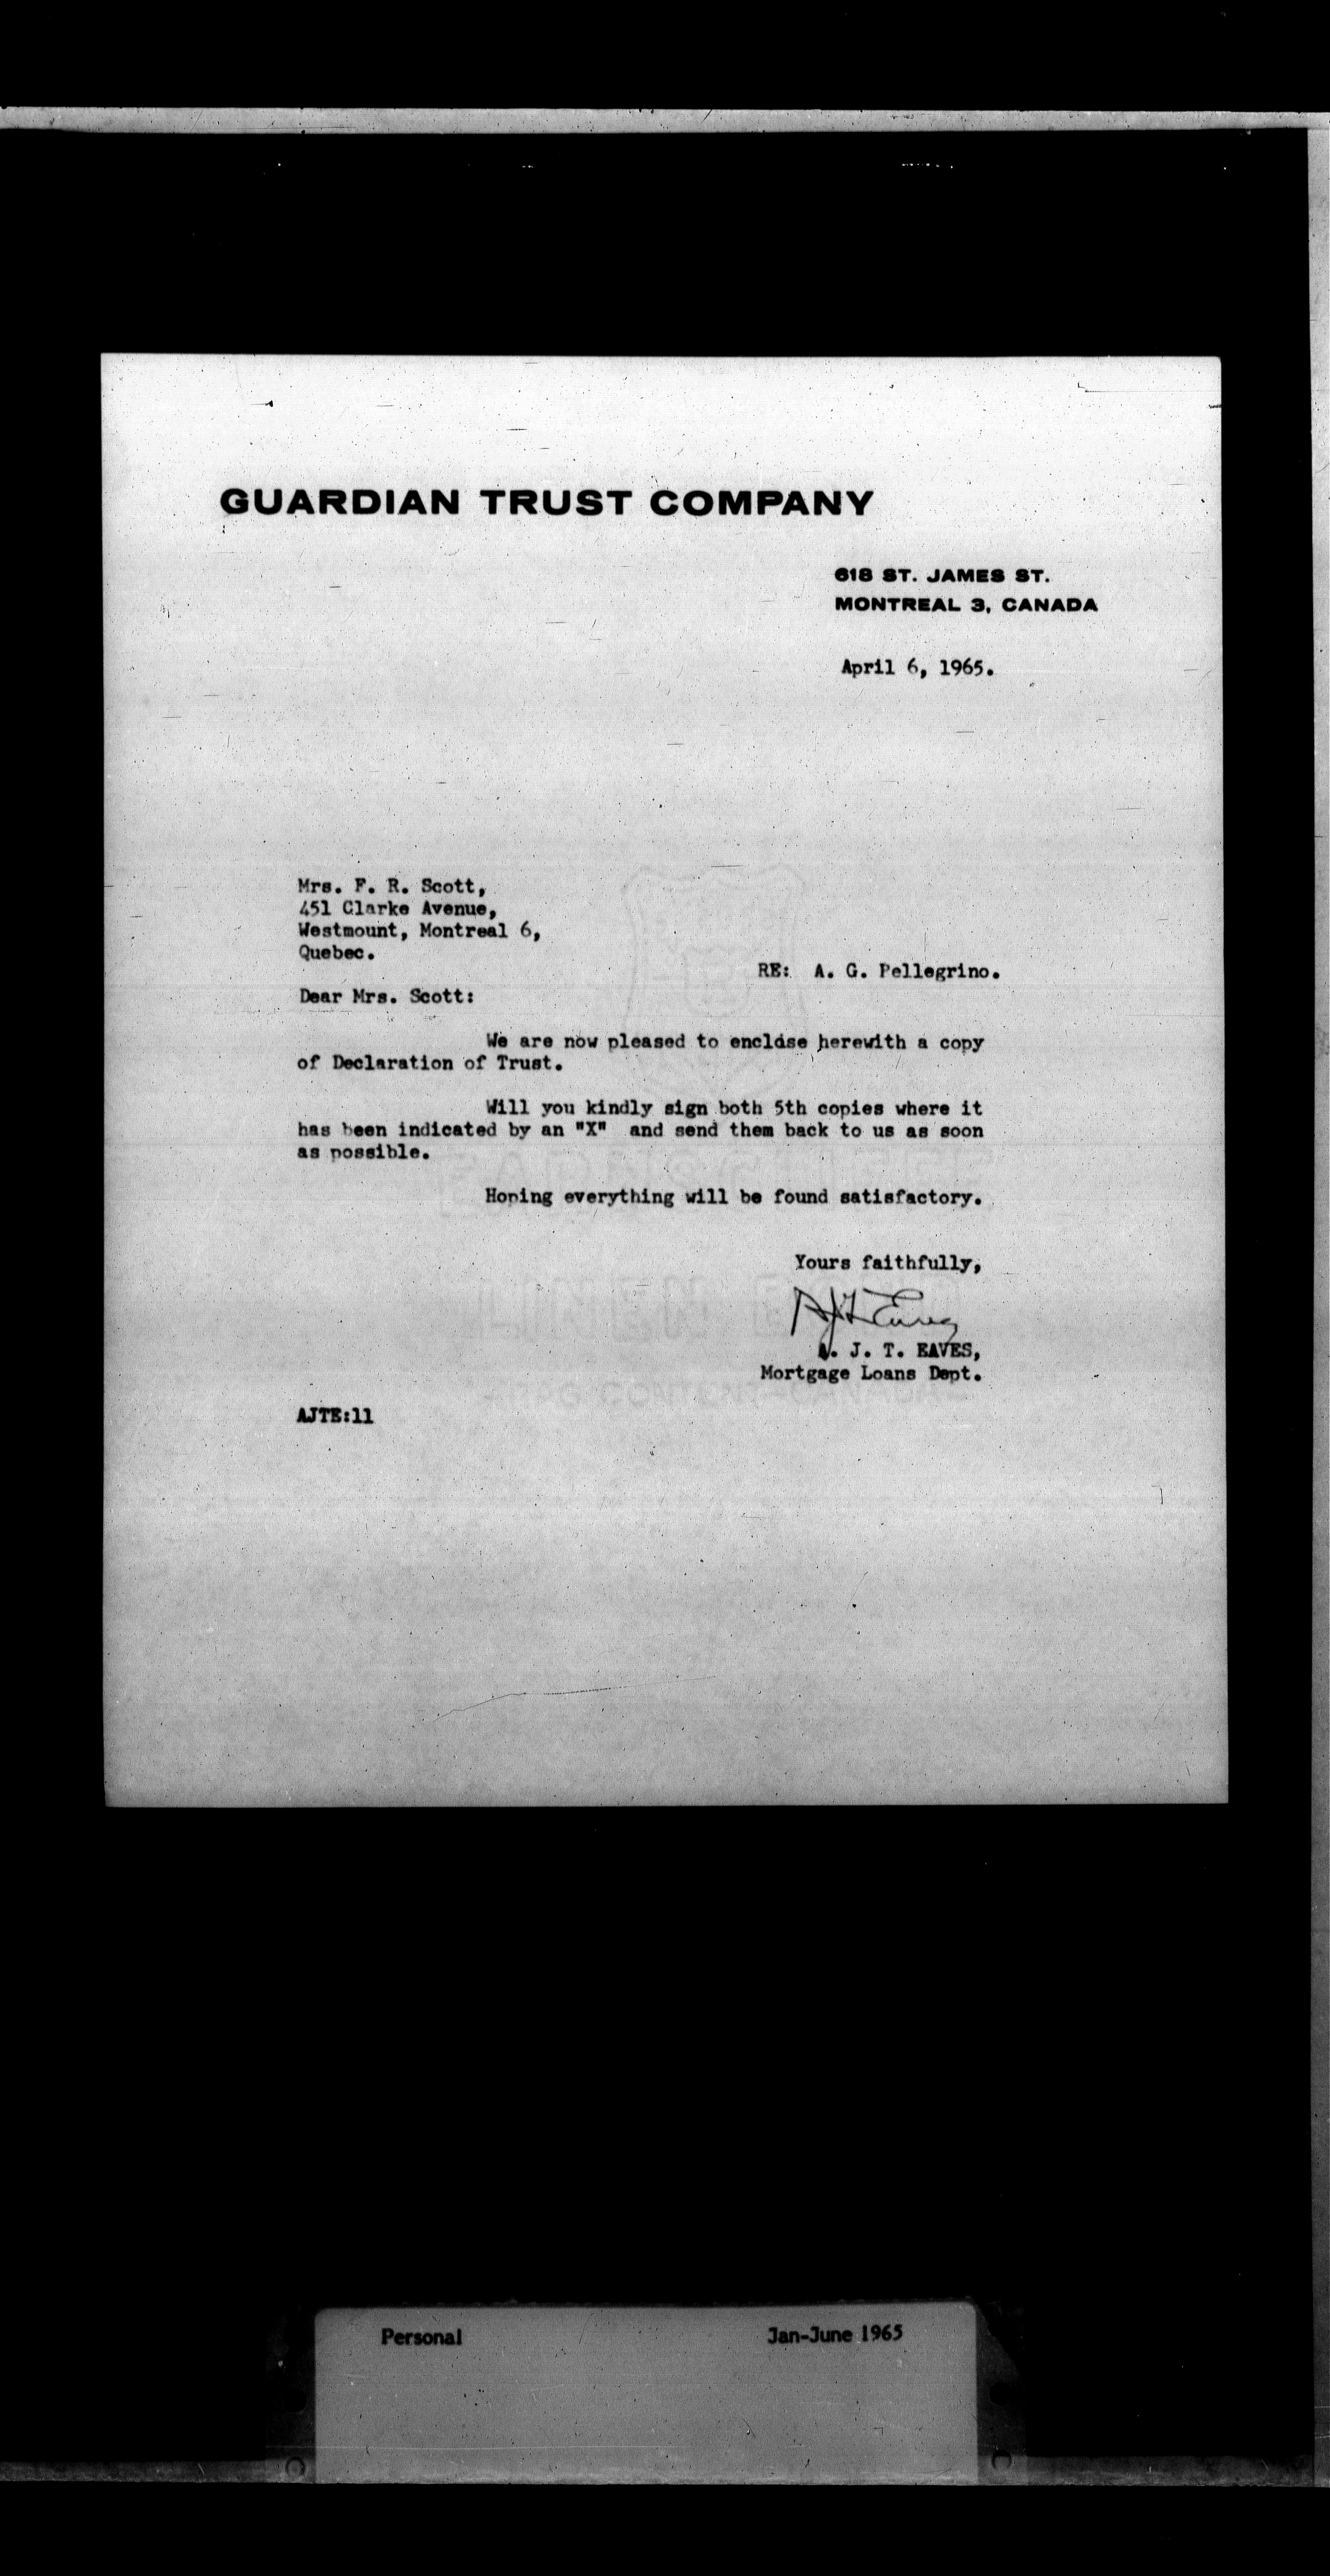 GUARDIAN TRUST COMPANY
618 ST. JAMES ST.
MONTREAL 3, CANADA
April 6, 1965.
Mrs. F. R. Scott,
451 Clarke Avenue,
Westmount, Montreal 6,
Quebec.
RE: A. G. Pellegrino.
Dear Mrs. Scott:
We are now pleased to enclose herewith a copy
of Declaration of Trust.
Will you kindly sign both 5th copies where it
has been indicated by an "X" and send them back to us as soon
as possible.
Hoping everything will be found satisfactory.
Yours faithfully,
A. J. T. EAVES,
Mortgage Loans Dept.
AJTE:ll
Personal Jan-June 1965